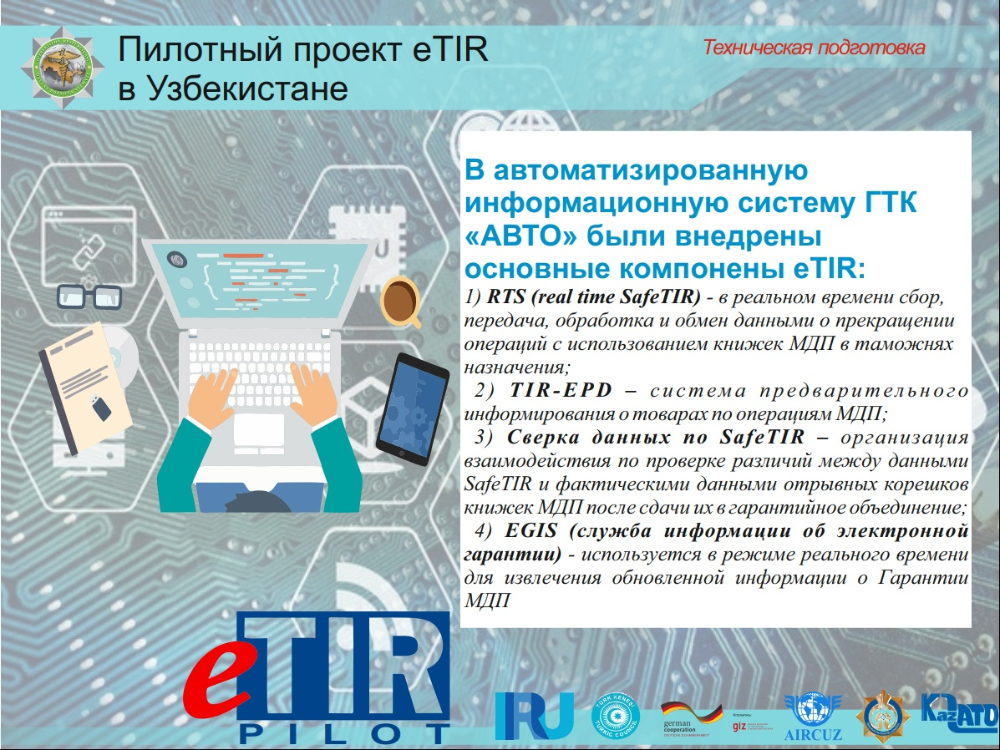 Пилотный проект eTIR
в Узбекистане
Техническая подготовка
В автоматизированную
информационную систему ГТК
«АВТО» были внедрены
основные компонены eTIR:
1) RTS (real time SafeTIR) - в реальном времени сбор,
передача, обработка и обмен данными о прекращении
операций с использованием книжек МДП в таможнях
назначения;
2) TIR-EPD – система предварительного
информирования о товарах по операциям МДП;
3) Сверка данных по SafeTIR – организация
взаимодействия по проверке различий между данными
SafeTIR и фактическими данными отрывных корешков
книжек МДП после сдачи их в гарантийное объединение;
4) EGIS (служба информации об электронной
гарантии) - используется в режиме реального времени
для извлечения обновленной информации о Гарантии
МДП
eTIR
PILOT
IRU
TÜRK KENEŞİ
TURKIC COUNCIL
german
cooperation
DEUTSCHE ZUSAMMENARBEIT
giz
AIRCUZ
KazATO